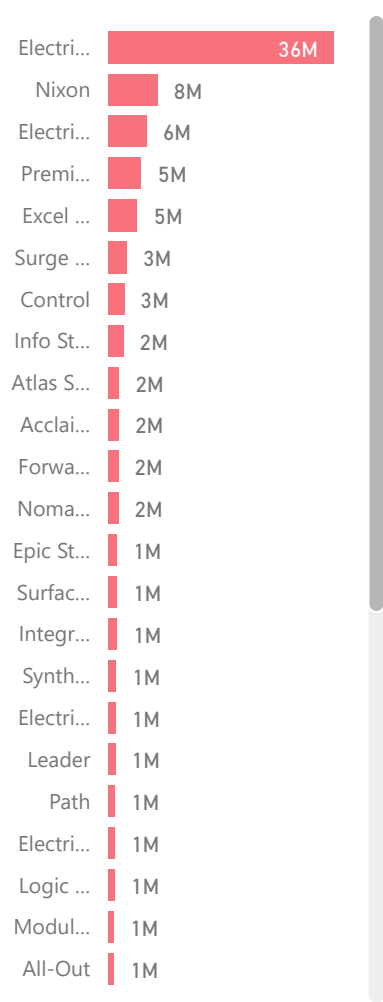 Electri... 36M
Nixon 8M
Electri... 6M
Premi... 5M
Excel ... 5M
Surge ... 3M
Control 3M
Info St... 2M
Atlas S... 2M
Acclai... 2M
Forwa... 2M
Noma... 2M
Epic St... 1M
Surfac... 1M
Integr... 1M
Synth... 1M
Electri... 1M
Leader 1M
Path 1M
Electri... 1M
Logic ... 1M
Modul... 1M
All-Out 1M